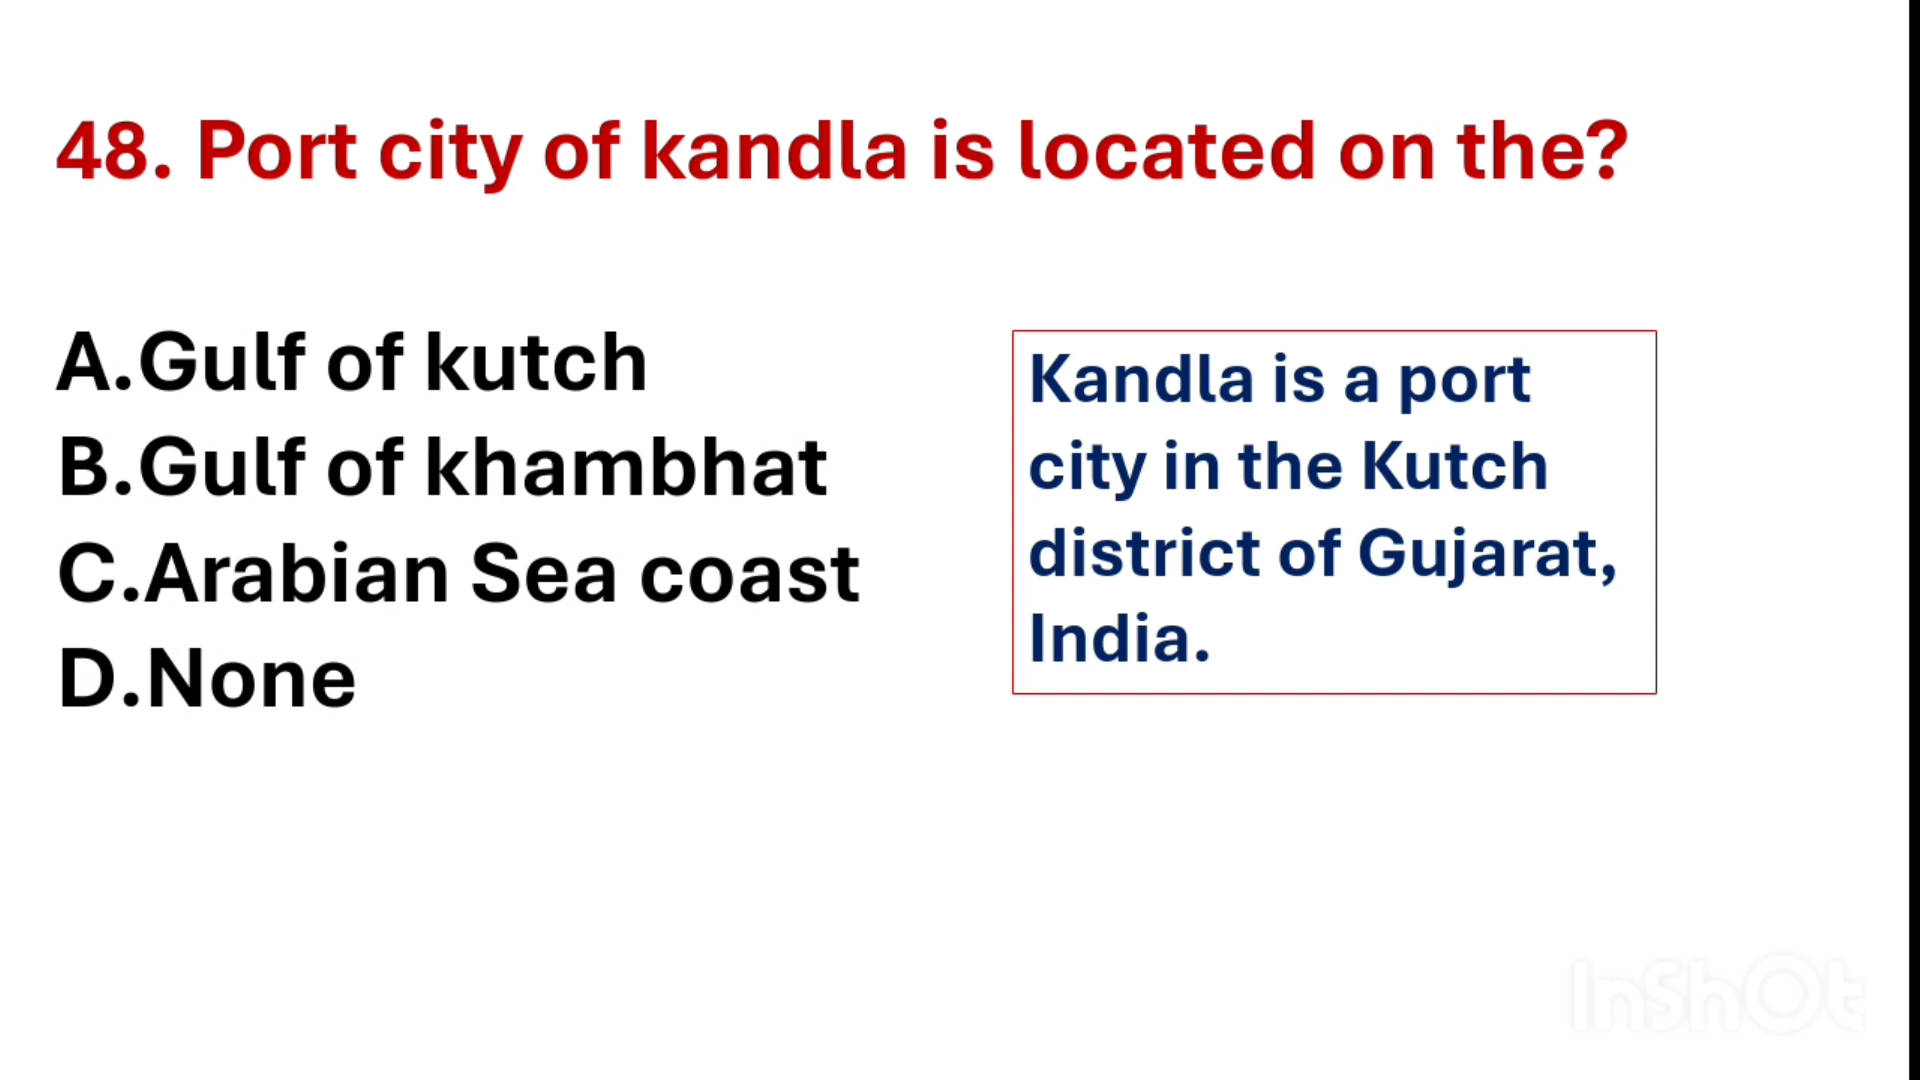 48. Port city of kandla is located on the?
A.Gulf of kutch
B.Gulf of khambhat
C.Arabian Sea coast
D.None
Kandla is a port
city in the Kutch
district of Gujarat,
India.
InShOt